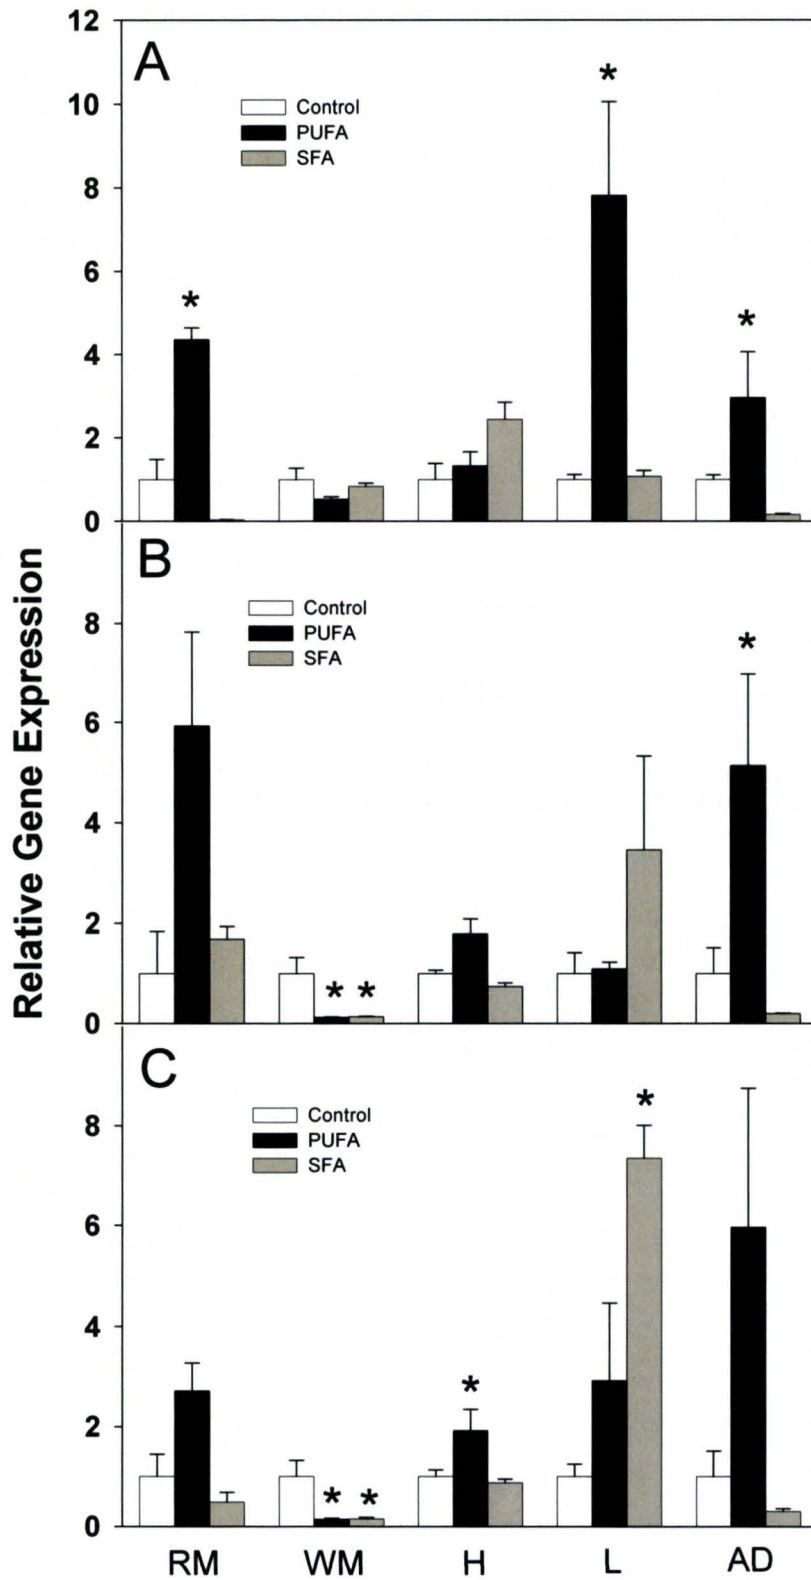 Relative Gene Expression
12
A
*
10
Control
PUFA
SFA
8
6
*
*
4
2
0
B
Control
PUFA
SFA
8
*
6
4
2
* *
0
C
Control
PUFA
SFA
*
8
6
4
*
2
* *
0
RM WM H L AD